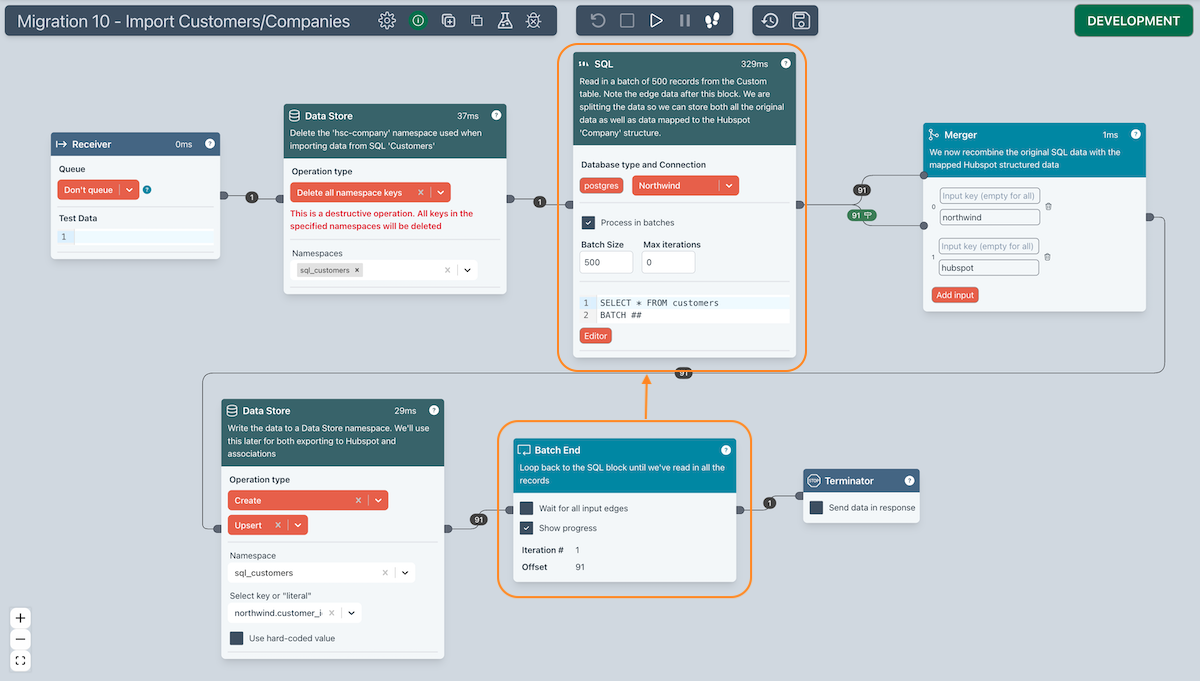 Migration 10 - Import Customers/Companies
DEVELOPMENT
Receiver 0ms ?
Queue
Don't queue ?
Test Data
1
1
Data Store 37ms ?
Delete the 'hsc-company' namespace used when
importing data from SQL 'Customers'
Operation type
Delete all namespace keys
This is a destructive operation. All keys in the
specified namespaces will be deleted
Namespaces
sql_customers
1
SQL 329ms ?
Read in a batch of 500 records from the Custom
table. Note the edge data after this block. We are
splitting the data so we can store both all the original
data as well as data mapped to the Hubspot
'Company' structure.
Database type and Connection
postgres Northwind
Process in batches
Batch Size Max iterations
500 0
1 SELECT * FROM customers
2 BATCH ##
Editor
91
91
Merger 1ms ?
We now recombine the original SQL data with the
mapped Hubspot structured data
Input key (empty for all)
0
northwind
Input key (empty for all)
1
hubspot
Add input
91
Data Store 29ms ?
Write the data to a Data Store namespace. We'll use
this later for both exporting to Hubspot and
associations
Operation type
Create
Upsert
Namespace
sql_customers
Select key or "literal"
northwind.customer_i
Use hard-coded value
91
Batch End ?
Loop back to the SQL block until we've read in all the
records
Wait for all input edges
Show progress
Iteration # 1
Offset 91
1
STOP Terminator ?
Send data in response